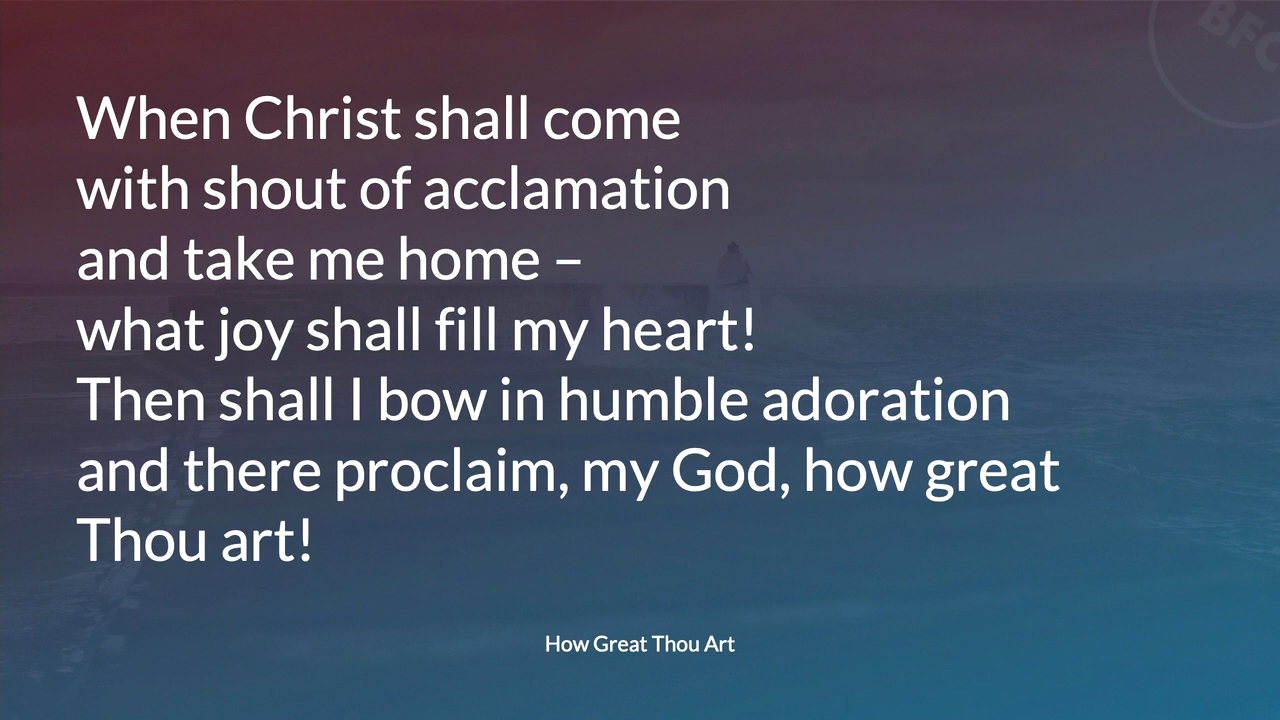 BFC
When Christ shall come
with shout of acclamation
and take me home –
what joy shall fill my heart!
Then shall I bow in humble adoration
and there proclaim, my God, how great
Thou art!
How Great Thou Art